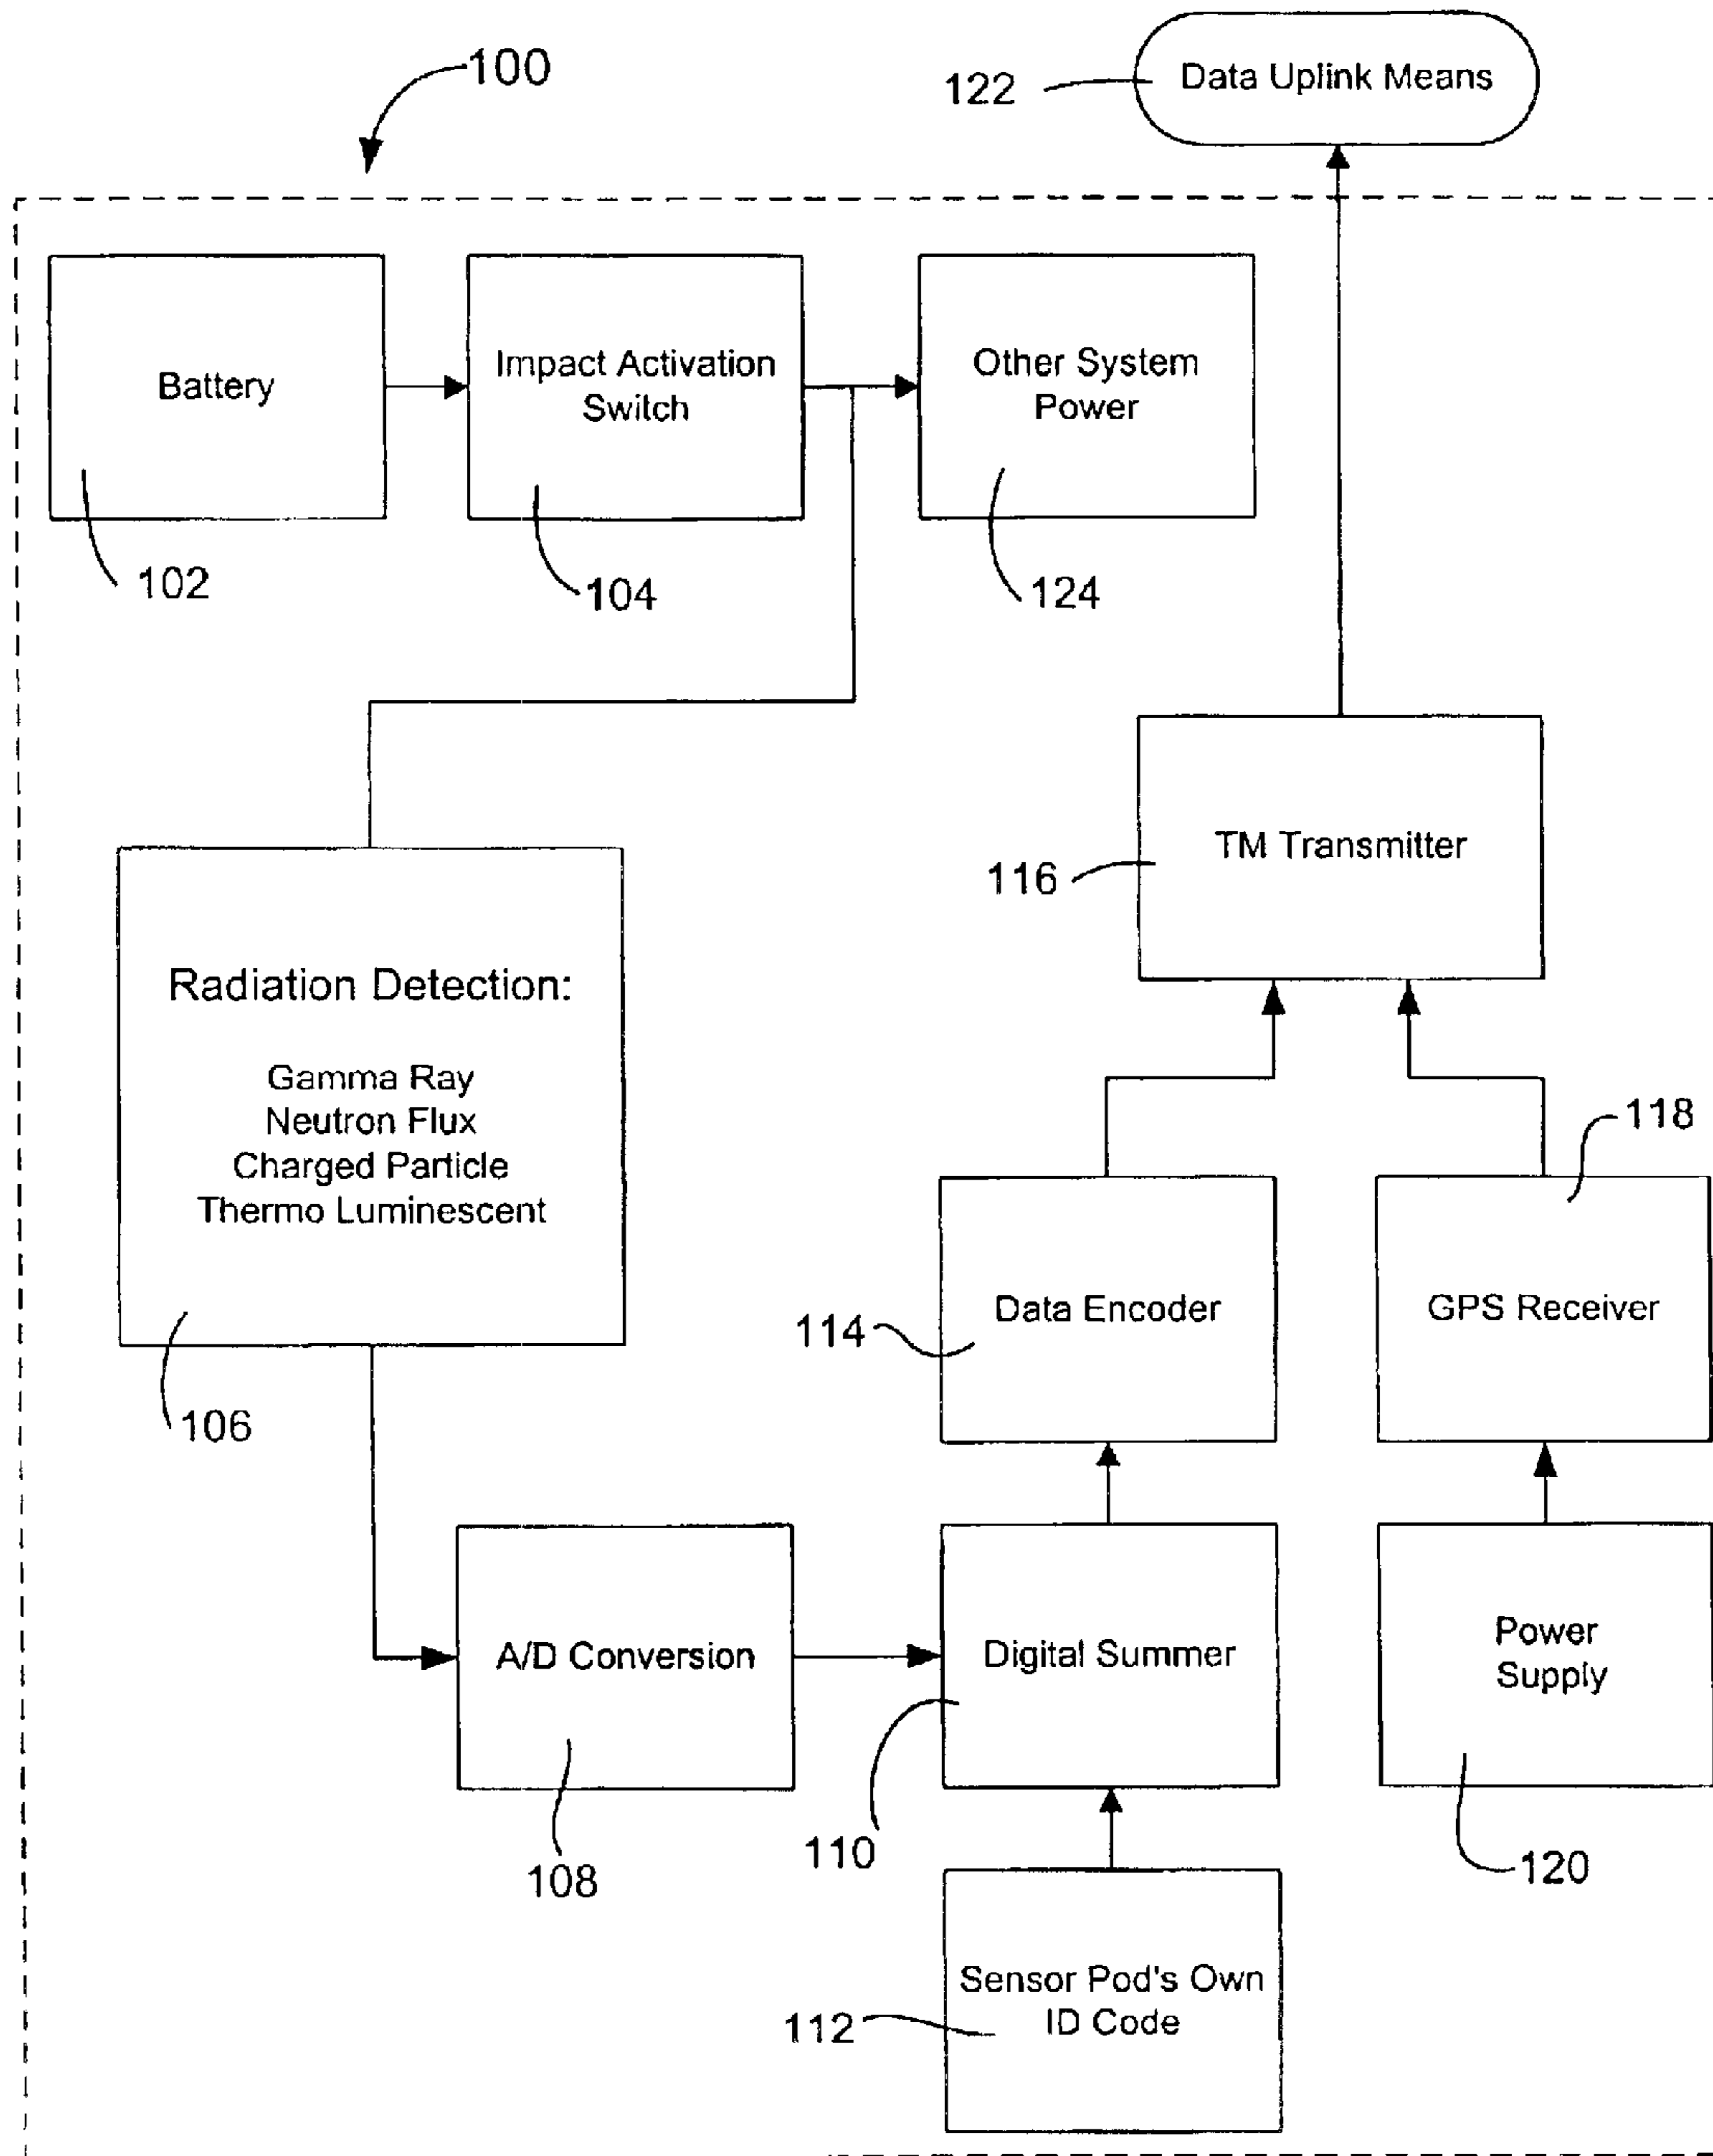 100
122
Data Uplink Means
Battery
102
Impact Activation
Switch
104
Other System
Power
124
TM Transmitter
116
Radiation Detection:
Gamma Ray
Neutron Flux
Charged Particle
Thermo Luminescent
106
118
Data Encoder
114
GPS Receiver
A/D Conversion
108
Digital Summer
110
Power
Supply
120
Sensor Pod's Own
ID Code
112